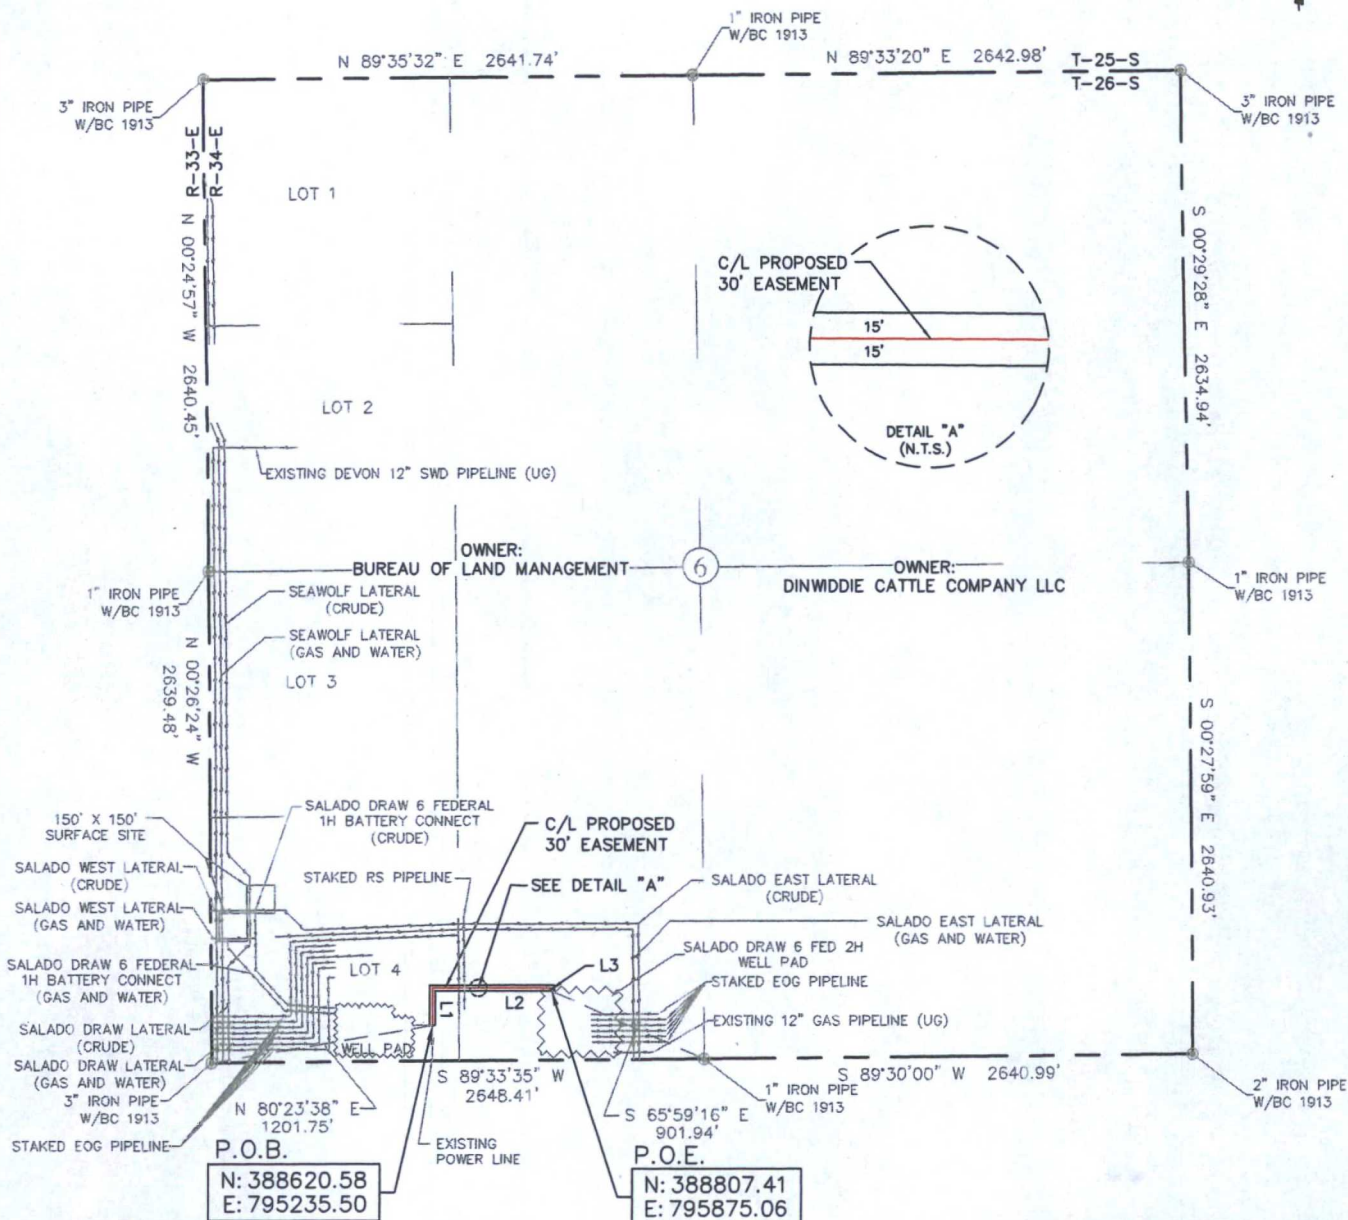 1" IRON PIPE
W/BC 1913
N 89°35'32" E 2641.74'
N 89°33'20" E 2642.98'
T-25-S
T-26-S
3" IRON PIPE
W/BC 1913
3" IRON PIPE
W/BC 1913
R-33-E
R-34-E
LOT 1
N 00°24'57" W 2640.45'
S 00°29'28" E 2634.94'
C/L PROPOSED
30' EASEMENT
15'
15'
DETAIL "A"
(N.T.S.)
LOT 2
EXISTING DEVON 12" SWD PIPELINE (UG)
OWNER:
BUREAU OF LAND MANAGEMENT
6
OWNER:
DINWIDDIE CATTLE COMPANY LLC
1" IRON PIPE
W/BC 1913
1" IRON PIPE
W/BC 1913
SEAWOLF LATERAL
(CRUDE)
SEAWOLF LATERAL
(GAS AND WATER)
LOT 3
N 00°26'24" W
2639.48'
S 00°27'59" E 2640.93'
150' X 150'
SURFACE SITE
SALADO DRAW 6 FEDERAL
1H BATTERY CONNECT
(CRUDE)
C/L PROPOSED
30' EASEMENT
SALADO WEST LATERAL
(CRUDE)
STAKED RS PIPELINE
SEE DETAIL "A"
SALADO EAST LATERAL
(CRUDE)
SALADO WEST LATERAL
(GAS AND WATER)
SALADO EAST LATERAL
(GAS AND WATER)
SALADO DRAW 6 FED 2H
WELL PAD
SALADO DRAW 6 FEDERAL
1H BATTERY CONNECT
(GAS AND WATER)
LOT 4
L3
STAKED EOG PIPELINE
L1
L2
EXISTING 12" GAS PIPELINE (UG)
SALADO DRAW LATERAL
(CRUDE)
WELL PAD
SALADO DRAW LATERAL
(GAS AND WATER)
3" IRON PIPE
W/BC 1913
S 89°33'35" W
2648.41'
S 89°30'00" W 2640.99'
1" IRON PIPE
W/BC 1913
2" IRON PIPE
W/BC 1913
N 80°23'38" E
1201.75'
S 65°59'16" E
901.94'
STAKED EOG PIPELINE
EXISTING
POWER LINE
P.O.B.
N: 388620.58
E: 795235.50
P.O.E.
N: 388807.41
E: 795875.06